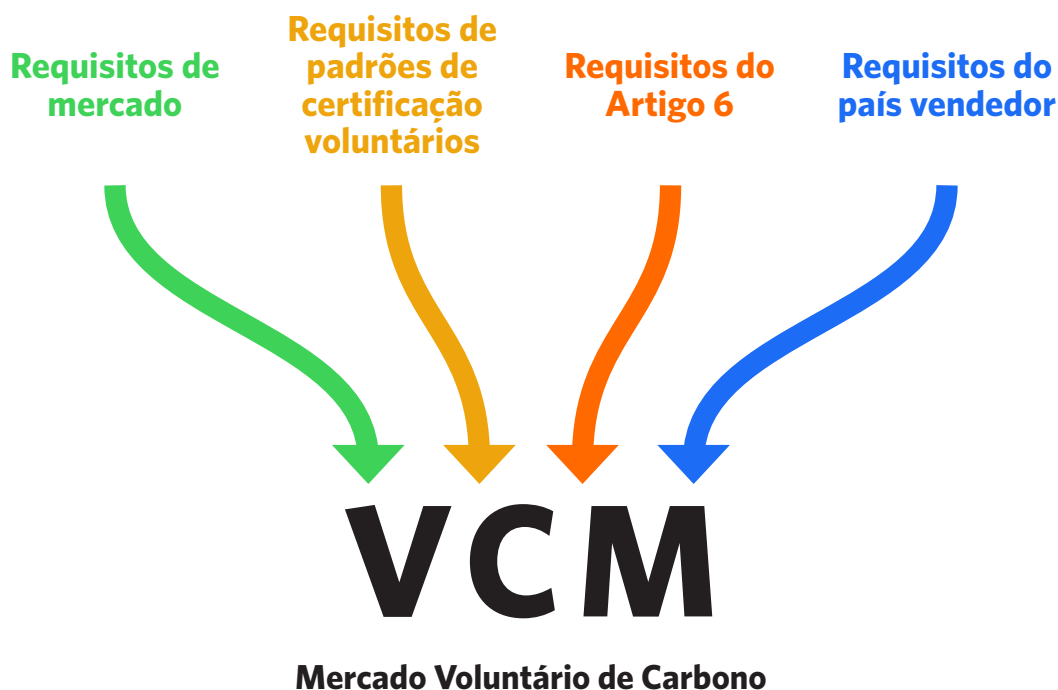 Requisitos de
mercado
Requisitos de
padrões de
certificação
voluntários
Requisitos do
Artigo 6
Requisitos do
país vendedor
VCM
Mercado Voluntário de Carbono